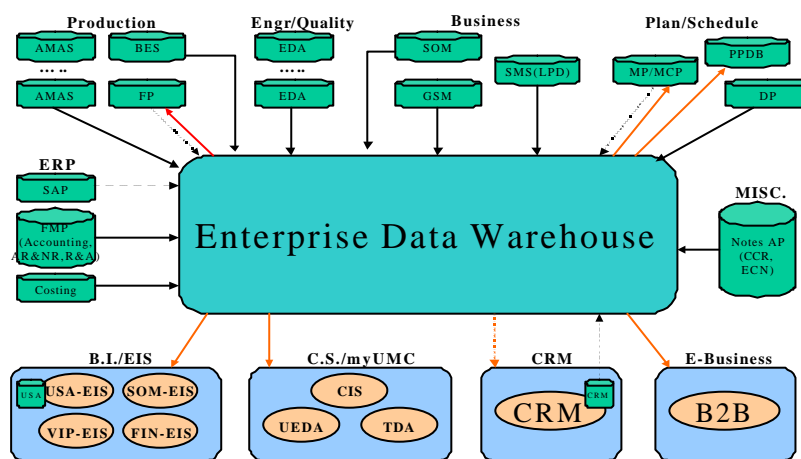 Production
Engr/Quality
Business
Plan/Schedule
AMAS
BES
EDA
SOM
PPDB
... ..
... ..
SMS(LPD)
MP/MCP
AMAS
FP
EDA
GSM
DP
ERP
SAP
MISC.
FMP
(Accounting,
AR&NR,R&A)
Enterprise Data Warehouse
Notes AP
(CCR,
ECN)
Costing
B.I./EIS
C.S./myUMC
CRM
E-Business
USA
USA-EIS
SOM-EIS
CIS
CRM
CRM
B2B
VIP-EIS
FIN-EIS
UEDA
TDA